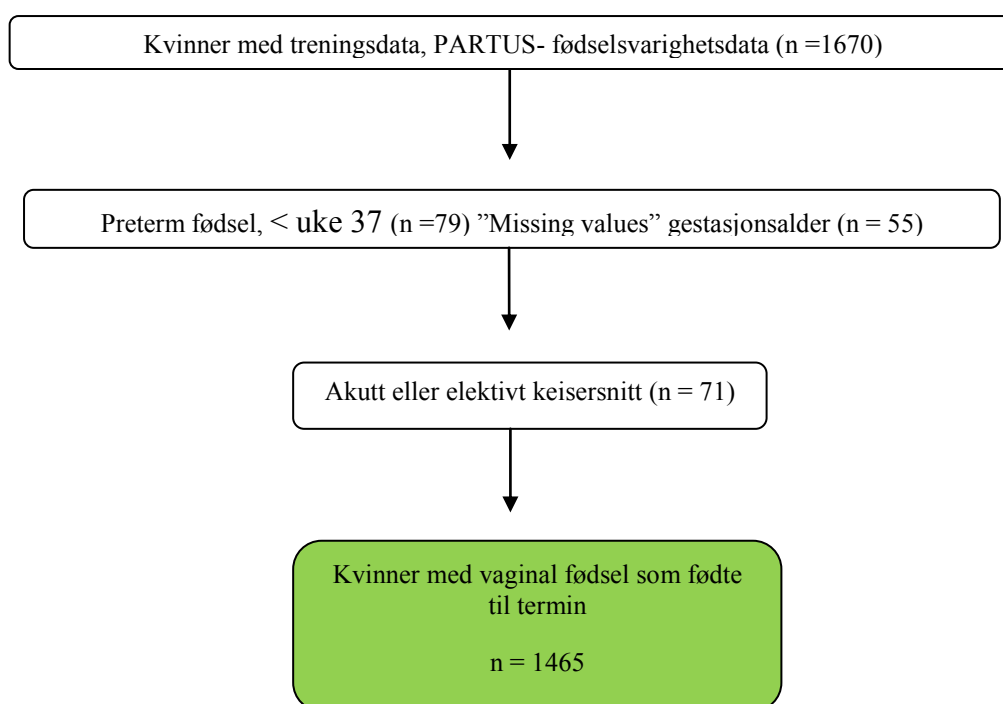 Kvinner med treningsdata, PARTUS- fødselsvarighetsdata (n =1670)
Preterm fødsel, < uke 37 (n =79) ”Missing values” gestasjonsalder (n = 55)
Akutt eller elektivt keisersnitt (n = 71)
Kvinner med vaginal fødsel som fødte
til termin
n = 1465